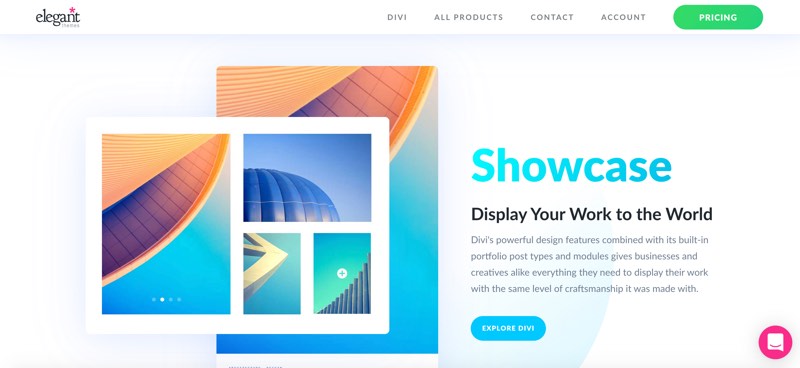 elegant
themes
DIVI
ALL PRODUCTS
CONTACT
ACCOUNT
PRICING
Showcase
Display Your Work to the World
Divi's powerful design features combined with its built-in
portfolio post types and modules gives businesses and
creatives alike everything they need to display their work
with the same level of craftsmanship it was made with.
EXPLORE DIVI